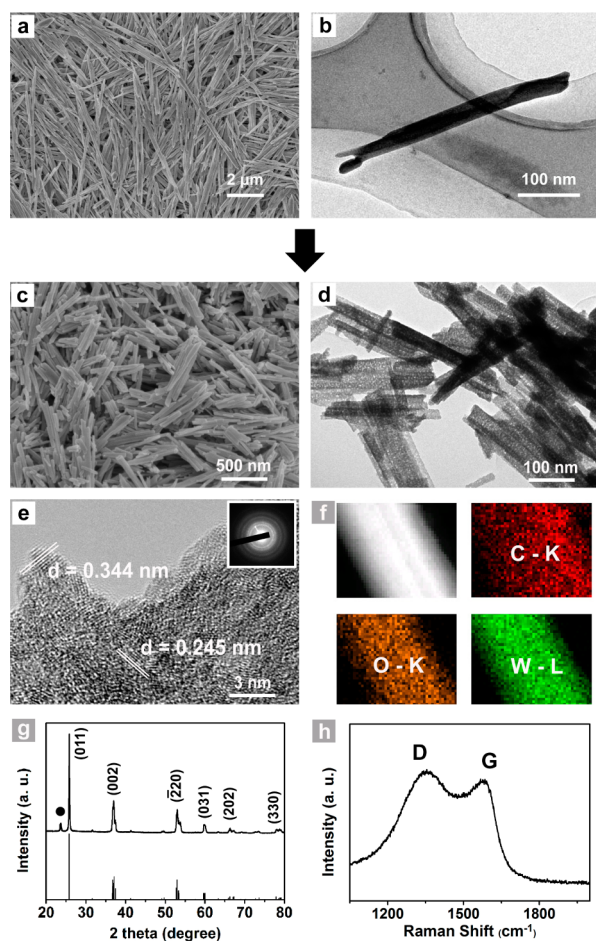 a
2 μm
b
100 nm
c
500 nm
d
100 nm
e
d = 0.344 nm
d = 0.245 nm
3 nm
f
C - K
O - K
W - L
g
Intensity (a. u.)
(011)
(002)
(2̅20)
(031)
(202)
(330)
20 30 40 50 60 70 80
2 theta (degree)
h
Intensity (a. u.)
D
G
1200 1500 1800
Raman Shift (cm⁻¹)